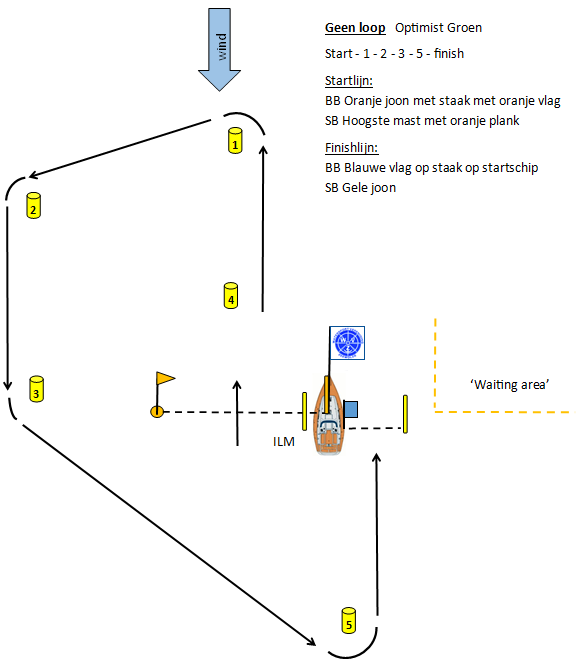 Geen loop Optimist Groen
Start - 1 - 2 - 3 - 5 - finish
Startlijn:
BB Oranje joon met staak met oranje vlag
SB Hoogste mast met oranje plank
Finishlijn:
BB Blauwe vlag op staak op startschip
SB Gele joon
wind
1
2
4
3
'Waiting area'
ILM
5